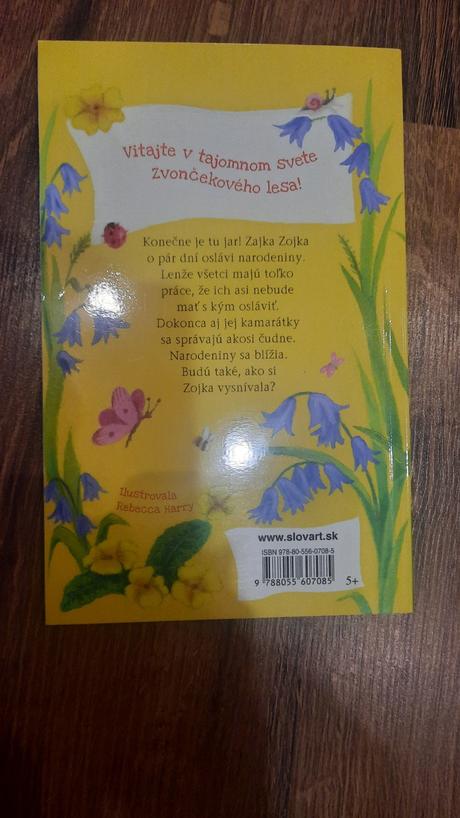 Vitajte v tajomnom svete
Zvončekového lesa!
Konečne je tu jar! Zajka Zojka
o pár dní oslávi narodeniny.
Lenže všetci majú toľko
práce, že ich asi nebude
mať s kým osláviť.
Dokonca aj jej kamarátky
sa správajú akosi čudne.
Narodeniny sa blížia.
Budú také, ako si
Zojka vysnívala?
Ilustrovala
Rebecca Harry
www.slovart.sk
ISBN 978-80-556-0708-5
9 788055 607085
5+